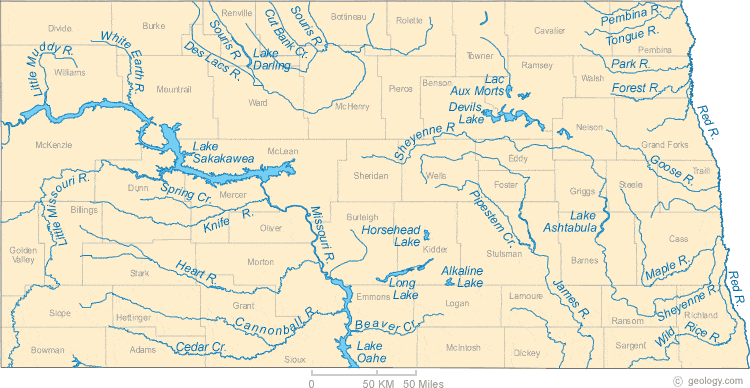 Divide
Burke
Renville
Bottineau
Rolette
Cavalier
Pembina R.
Tongue R.
Pembina
Little Muddy R.
White Earth R.
Souris R.
Cut Bank Cr.
Souris R.
Des Lacs R.
Lake
Darling
Towner
Ramsey
Walsh
Park R.
Forest R.
Williams
Mountrail
Ward
McHenry
Pierce
Benson
Lac
Aux Morts
Devils
Lake
Nelson
Grand Forks
Red R.
McKenzie
Lake
Sakakawea
McLean
Sheridan
Sheyenne R.
Wells
Eddy
Foster
Griggs
Steele
Goose R.
Traill
Little Missouri R.
Dunn
Spring Cr.
Mercer
Billings
Knife R.
Oliver
Missouri R.
Burleigh
Horsehead
Lake
Kidder
Pipestem Cr.
Stutsman
Lake
Ashtabula
Barnes
Cass
Golden
Valley
Stark
Heart R.
Morton
Long
Lake
Alkaline
Lake
James R.
Maple R.
Red R.
Slope
Hettinger
Grant
Cannonball R.
Emmons
Logan
Lamoure
Ransom
Sheyenne R.
Richland
Bowman
Adams
Cedar Cr.
Sioux
Beaver Cr.
Lake
Oahe
McIntosh
Dickey
Sargent
Wild Rice R.
0 50 KM 50 Miles
© geology.com